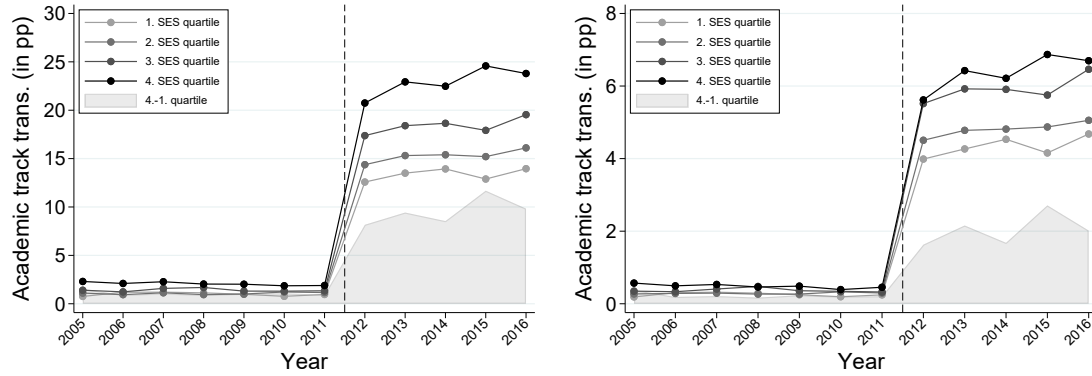 Academic track trans. (in pp)
30
25
20
15
10
5
0
1. SES quartile
2. SES quartile
3. SES quartile
4. SES quartile
4.-1. quartile
2005 2006 2007 2008 2009 2010 2011 2012 2013 2014 2015 2016
Year
Academic track trans. (in pp)
8
6
4
2
0
1. SES quartile
2. SES quartile
3. SES quartile
4. SES quartile
4.-1. quartile
2005 2006 2007 2008 2009 2010 2011 2012 2013 2014 2015 2016
Year